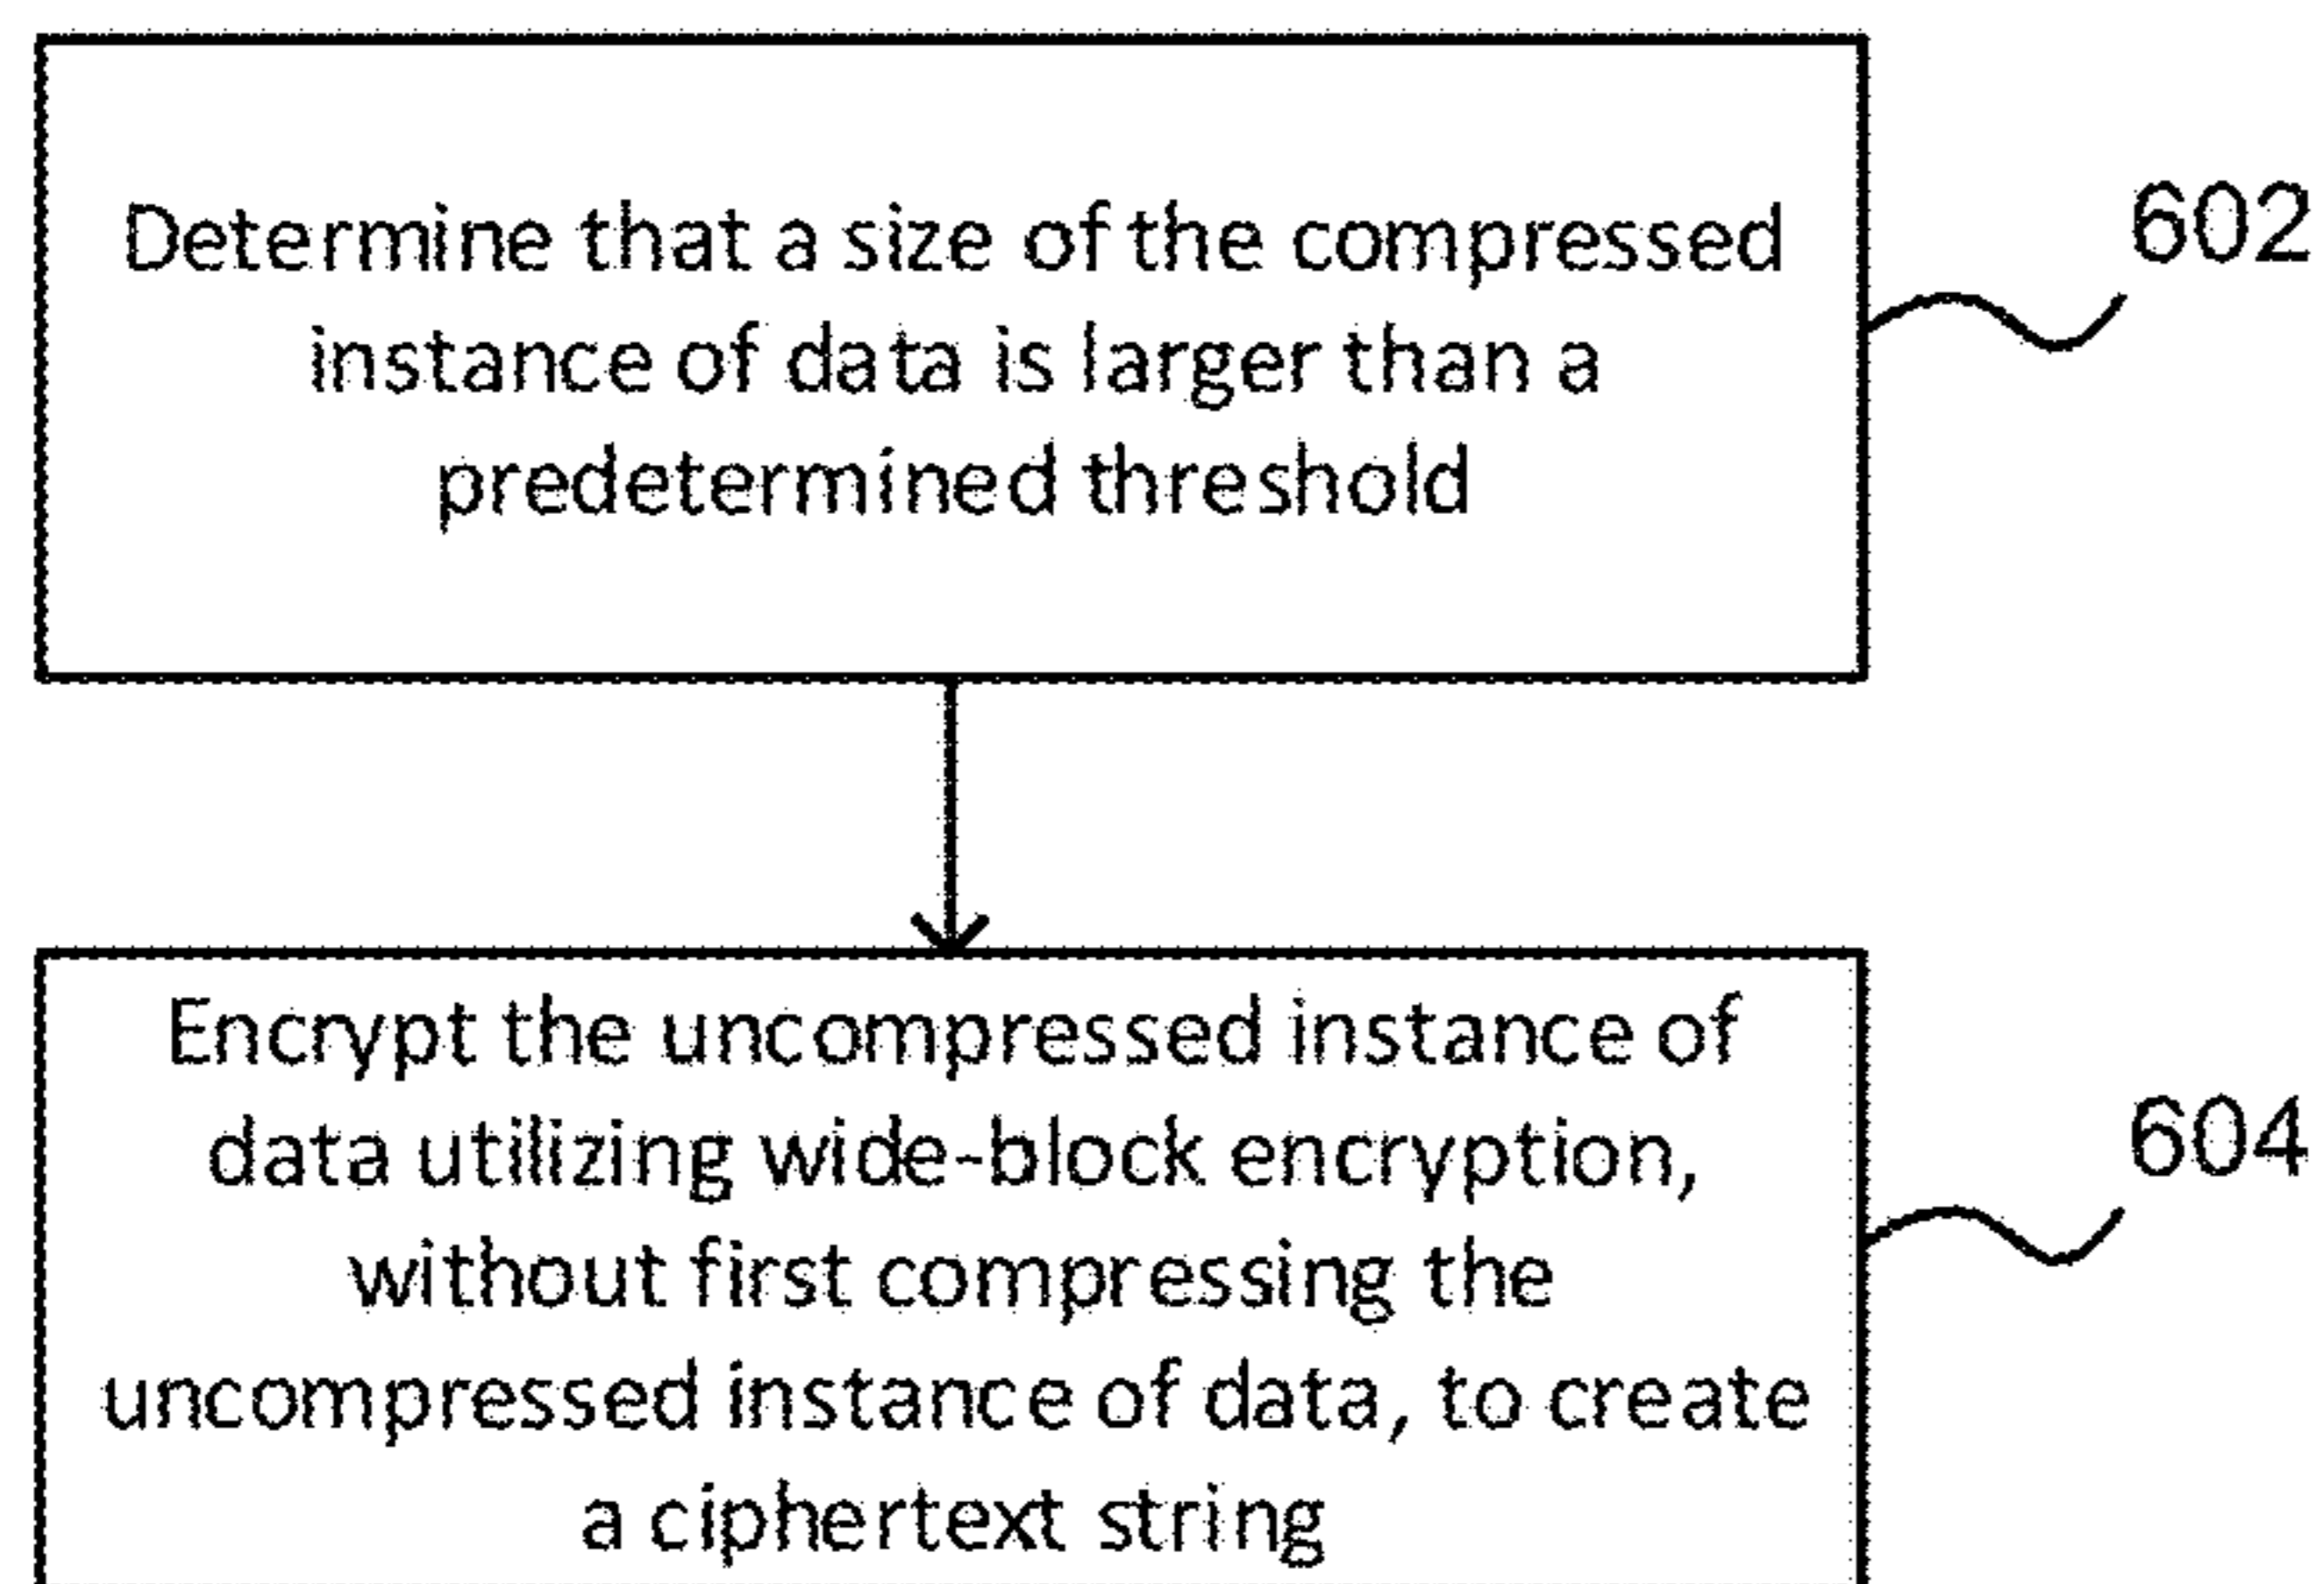 Determine that a size of the compressed
instance of data is larger than a
predetermined threshold
602
Encrypt the uncompressed instance of
data utilizing wide-block encryption,
without first compressing the
uncompressed instance of data, to create
a ciphertext string
604